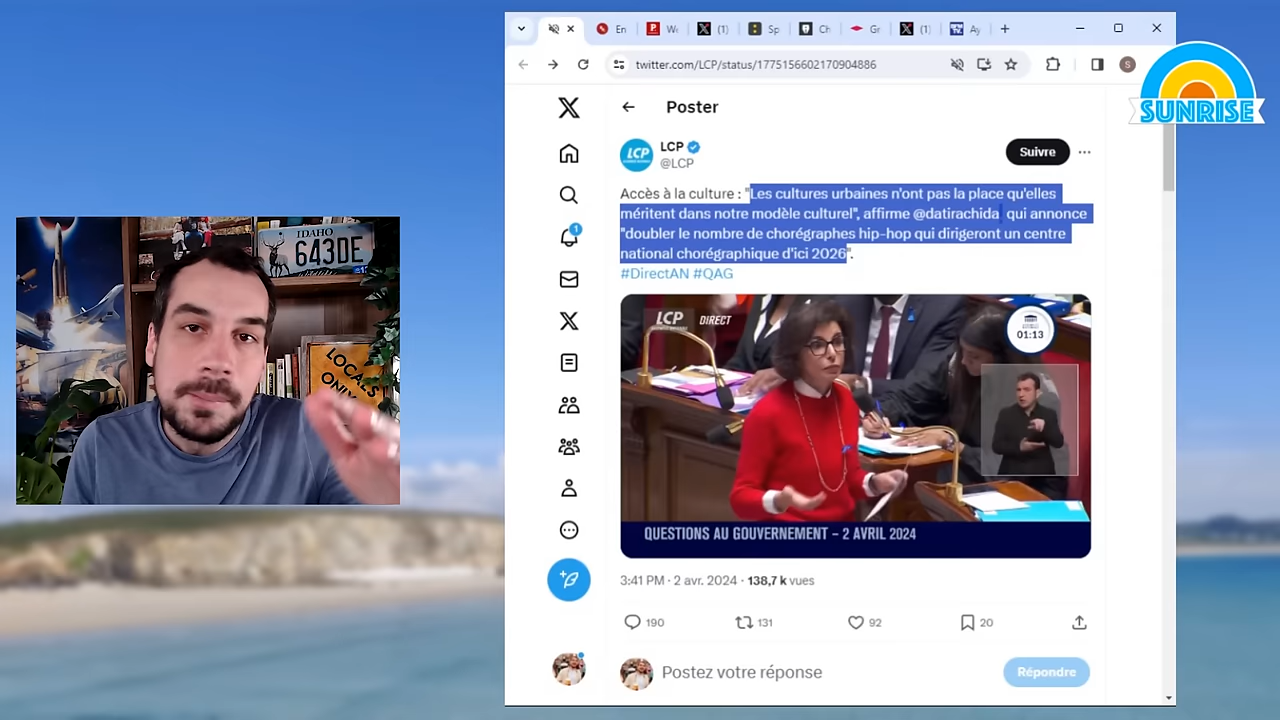 IDAHO
643DE
LOCALS
ONLY
En
W
(1)
Sp
Ch
Gr
(1)
Ay
twitter.com/LCP/status/1775156602170904886
S
SUNRISE
Poster
LCP
LCP
@LCP
Suivre
Accès à la culture : "Les cultures urbaines n'ont pas la place qu'elles
méritent dans notre modèle culturel", affirme @datirachida qui annonce
"doubler le nombre de chorégraphes hip-hop qui dirigeront un centre
national chorégraphique d'ici 2026".
#DirectAN #QAG
1
LCP DIRECT
01:13
QUESTIONS AU GOUVERNEMENT – 2 AVRIL 2024
3:41 PM · 2 avr. 2024 · 138,7 k vues
190
131
92
20
Postez votre réponse
Répondre